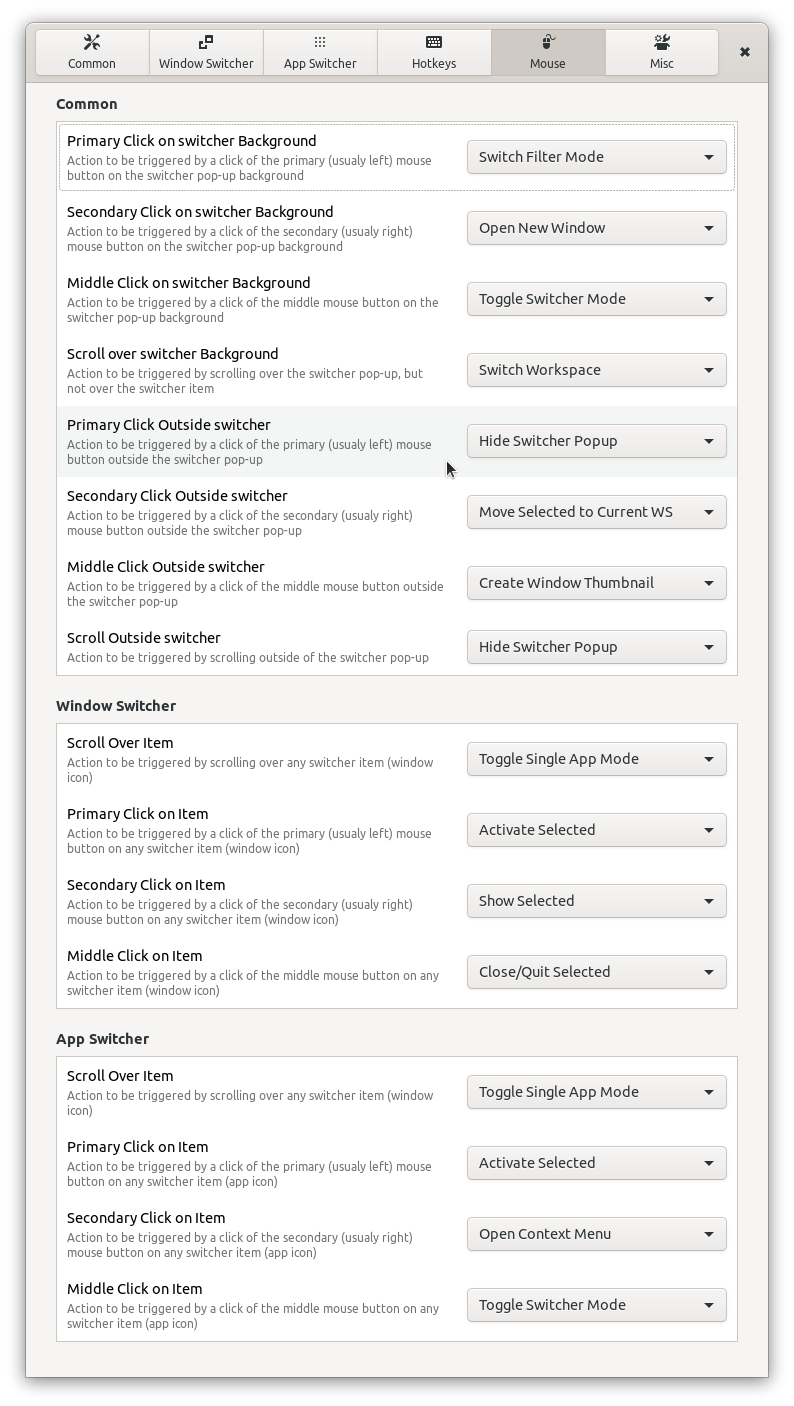 Common
Window Switcher
App Switcher
Hotkeys
Mouse
Misc
Common
Primary Click on switcher Background
Action to be triggered by a click of the primary (usualy left) mouse
button on the switcher pop-up background
Switch Filter Mode
Secondary Click on switcher Background
Action to be triggered by a click of the secondary (usualy right)
mouse button on the switcher pop-up background
Open New Window
Middle Click on switcher Background
Action to be triggered by a click of the middle mouse button on the
switcher pop-up background
Toggle Switcher Mode
Scroll over switcher Background
Action to be triggered by scrolling over the switcher pop-up, but
not over the switcher item
Switch Workspace
Primary Click Outside switcher
Action to be triggered by a click of the primary (usualy left) mouse
button outside the switcher pop-up
Hide Switcher Popup
Secondary Click Outside switcher
Action to be triggered by a click of the secondary (usualy right)
mouse button outside the switcher pop-up
Move Selected to Current WS
Middle Click Outside switcher
Action to be triggered by a click of the middle mouse button outside
the switcher pop-up
Create Window Thumbnail
Scroll Outside switcher
Action to be triggered by scrolling outside of the switcher pop-up
Hide Switcher Popup
Window Switcher
Scroll Over Item
Action to be triggered by scrolling over any switcher item (window
icon)
Toggle Single App Mode
Primary Click on Item
Action to be triggered by a click of the primary (usualy left) mouse
button on any switcher item (window icon)
Activate Selected
Secondary Click on Item
Action to be triggered by a click of the secondary (usualy right)
mouse button on any switcher item (window icon)
Show Selected
Middle Click on Item
Action to be triggered by a click of the middle mouse button on any
switcher item (window icon)
Close/Quit Selected
App Switcher
Scroll Over Item
Action to be triggered by scrolling over any switcher item (window
icon)
Toggle Single App Mode
Primary Click on Item
Action to be triggered by a click of the primary (usualy left) mouse
button on any switcher item (app icon)
Activate Selected
Secondary Click on Item
Action to be triggered by a click of the secondary (usualy right)
mouse button on any switcher item (app icon)
Open Context Menu
Middle Click on Item
Action to be triggered by a click of the middle mouse button on any
switcher item (app icon)
Toggle Switcher Mode